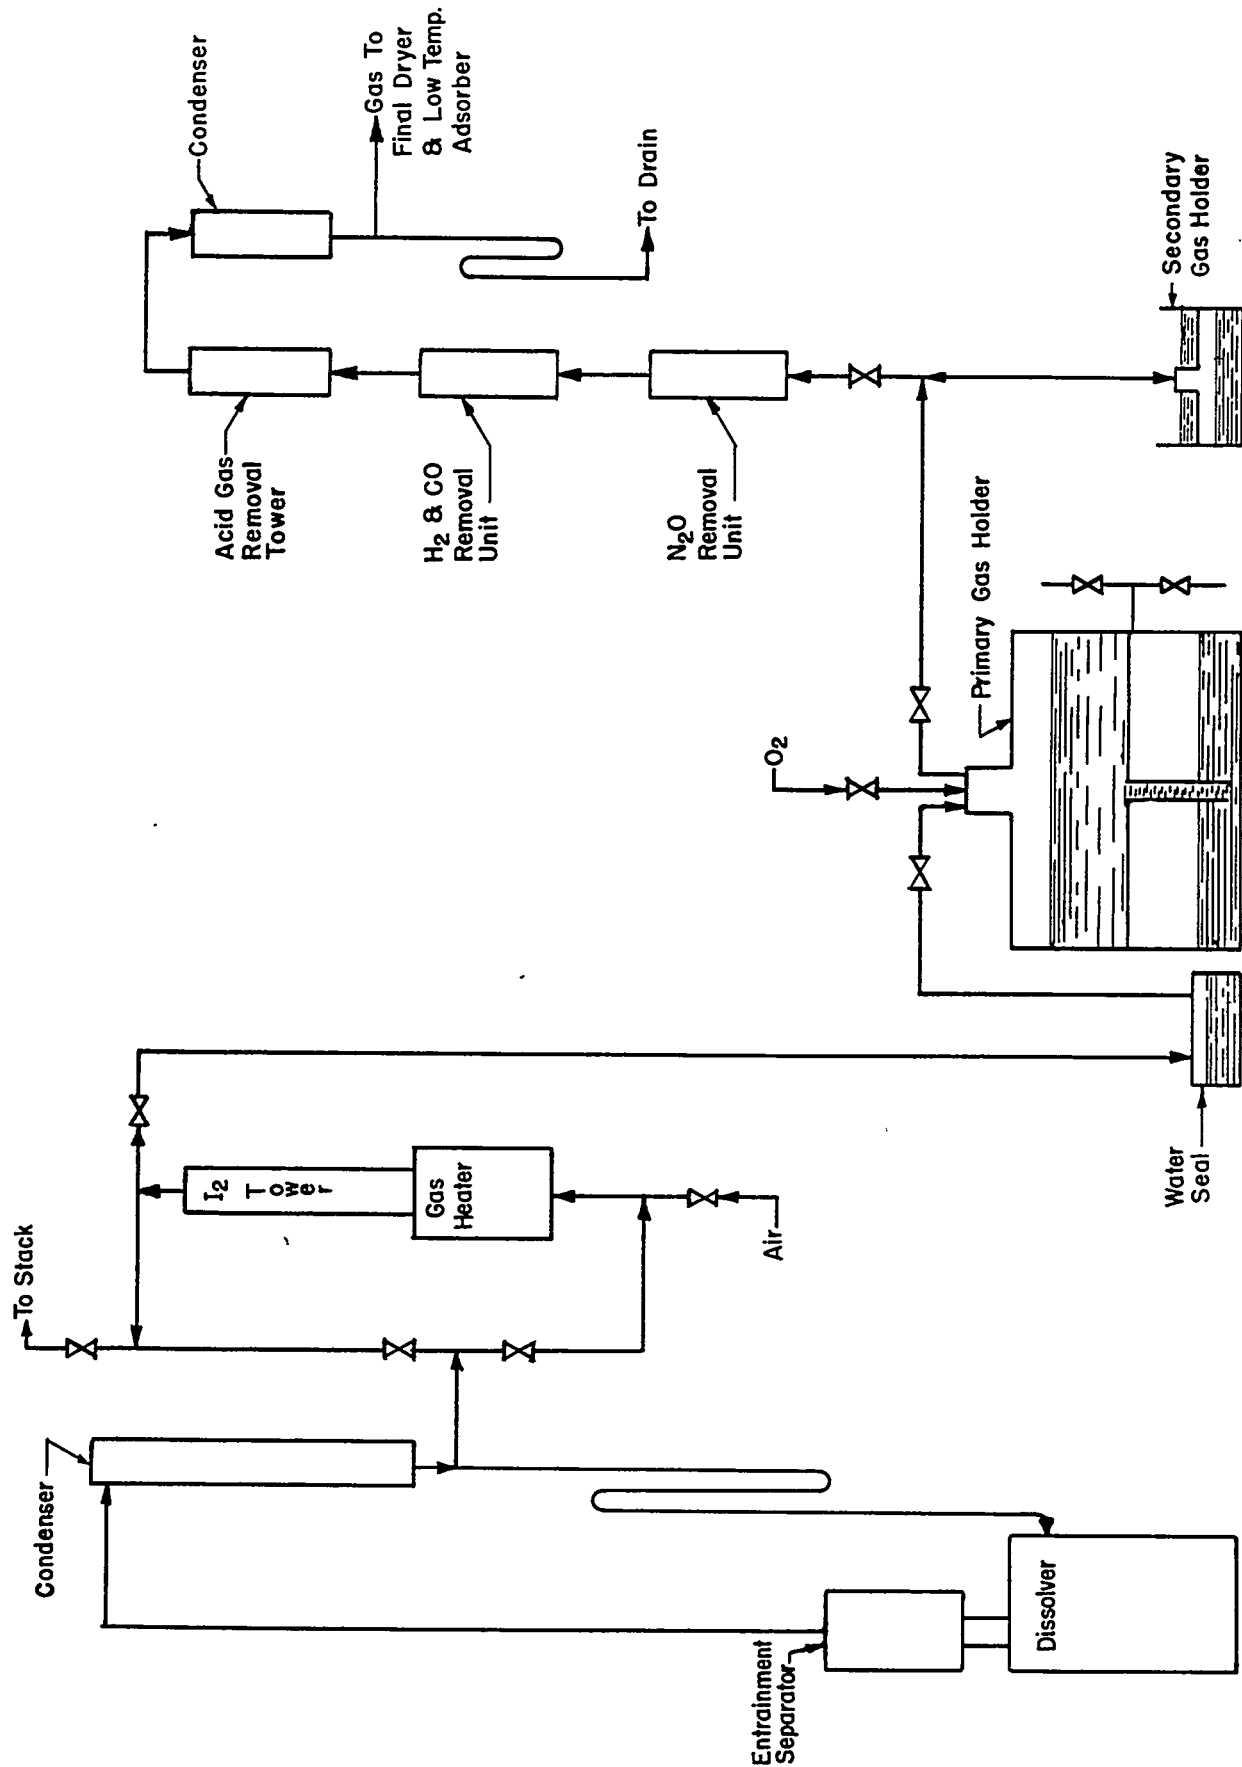 Condenser
To Stack
I2
Tower
Gas
Heater
Air
Entrainment
Separator
Dissolver
Water
Seal
O2
Primary Gas Holder
Acid Gas
Removal
Tower
H2 & CO
Removal
Unit
N2O
Removal
Unit
Condenser
Gas To
Final Dryer
& Low Temp.
Adsorber
To Drain
Secondary
Gas Holder